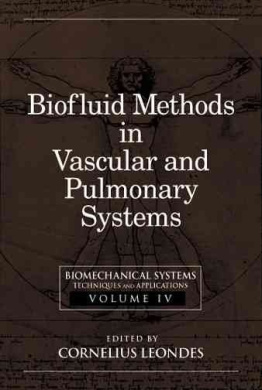 Biofluid Methods
in
Vascular and
Pulmonary
Systems
BIOMECHANICAL SYSTEMS
TECHNIQUES AND APPLICATIONS
VOLUME IV
EDITED BY
CORNELIUS LEONDES